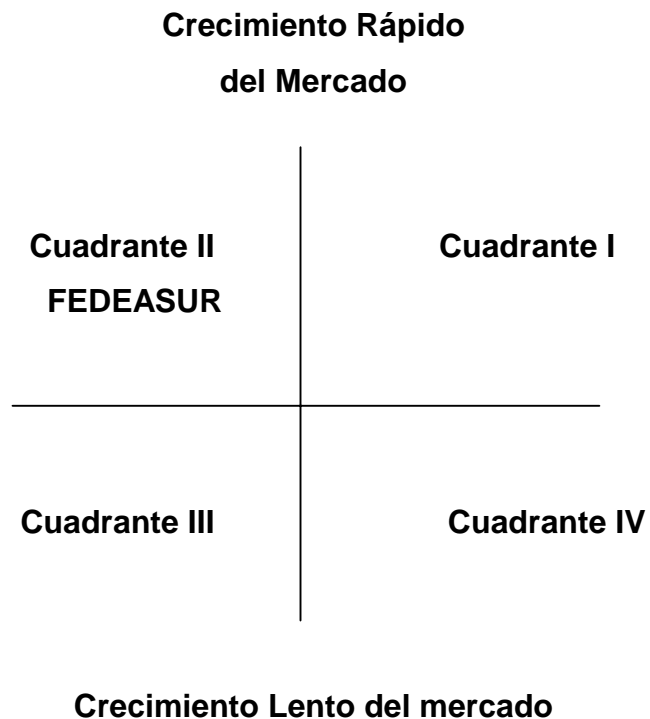 Crecimiento Rápido
del Mercado
Cuadrante II
Cuadrante I
FEDEASUR
Cuadrante III
Cuadrante IV
Crecimiento Lento del mercado